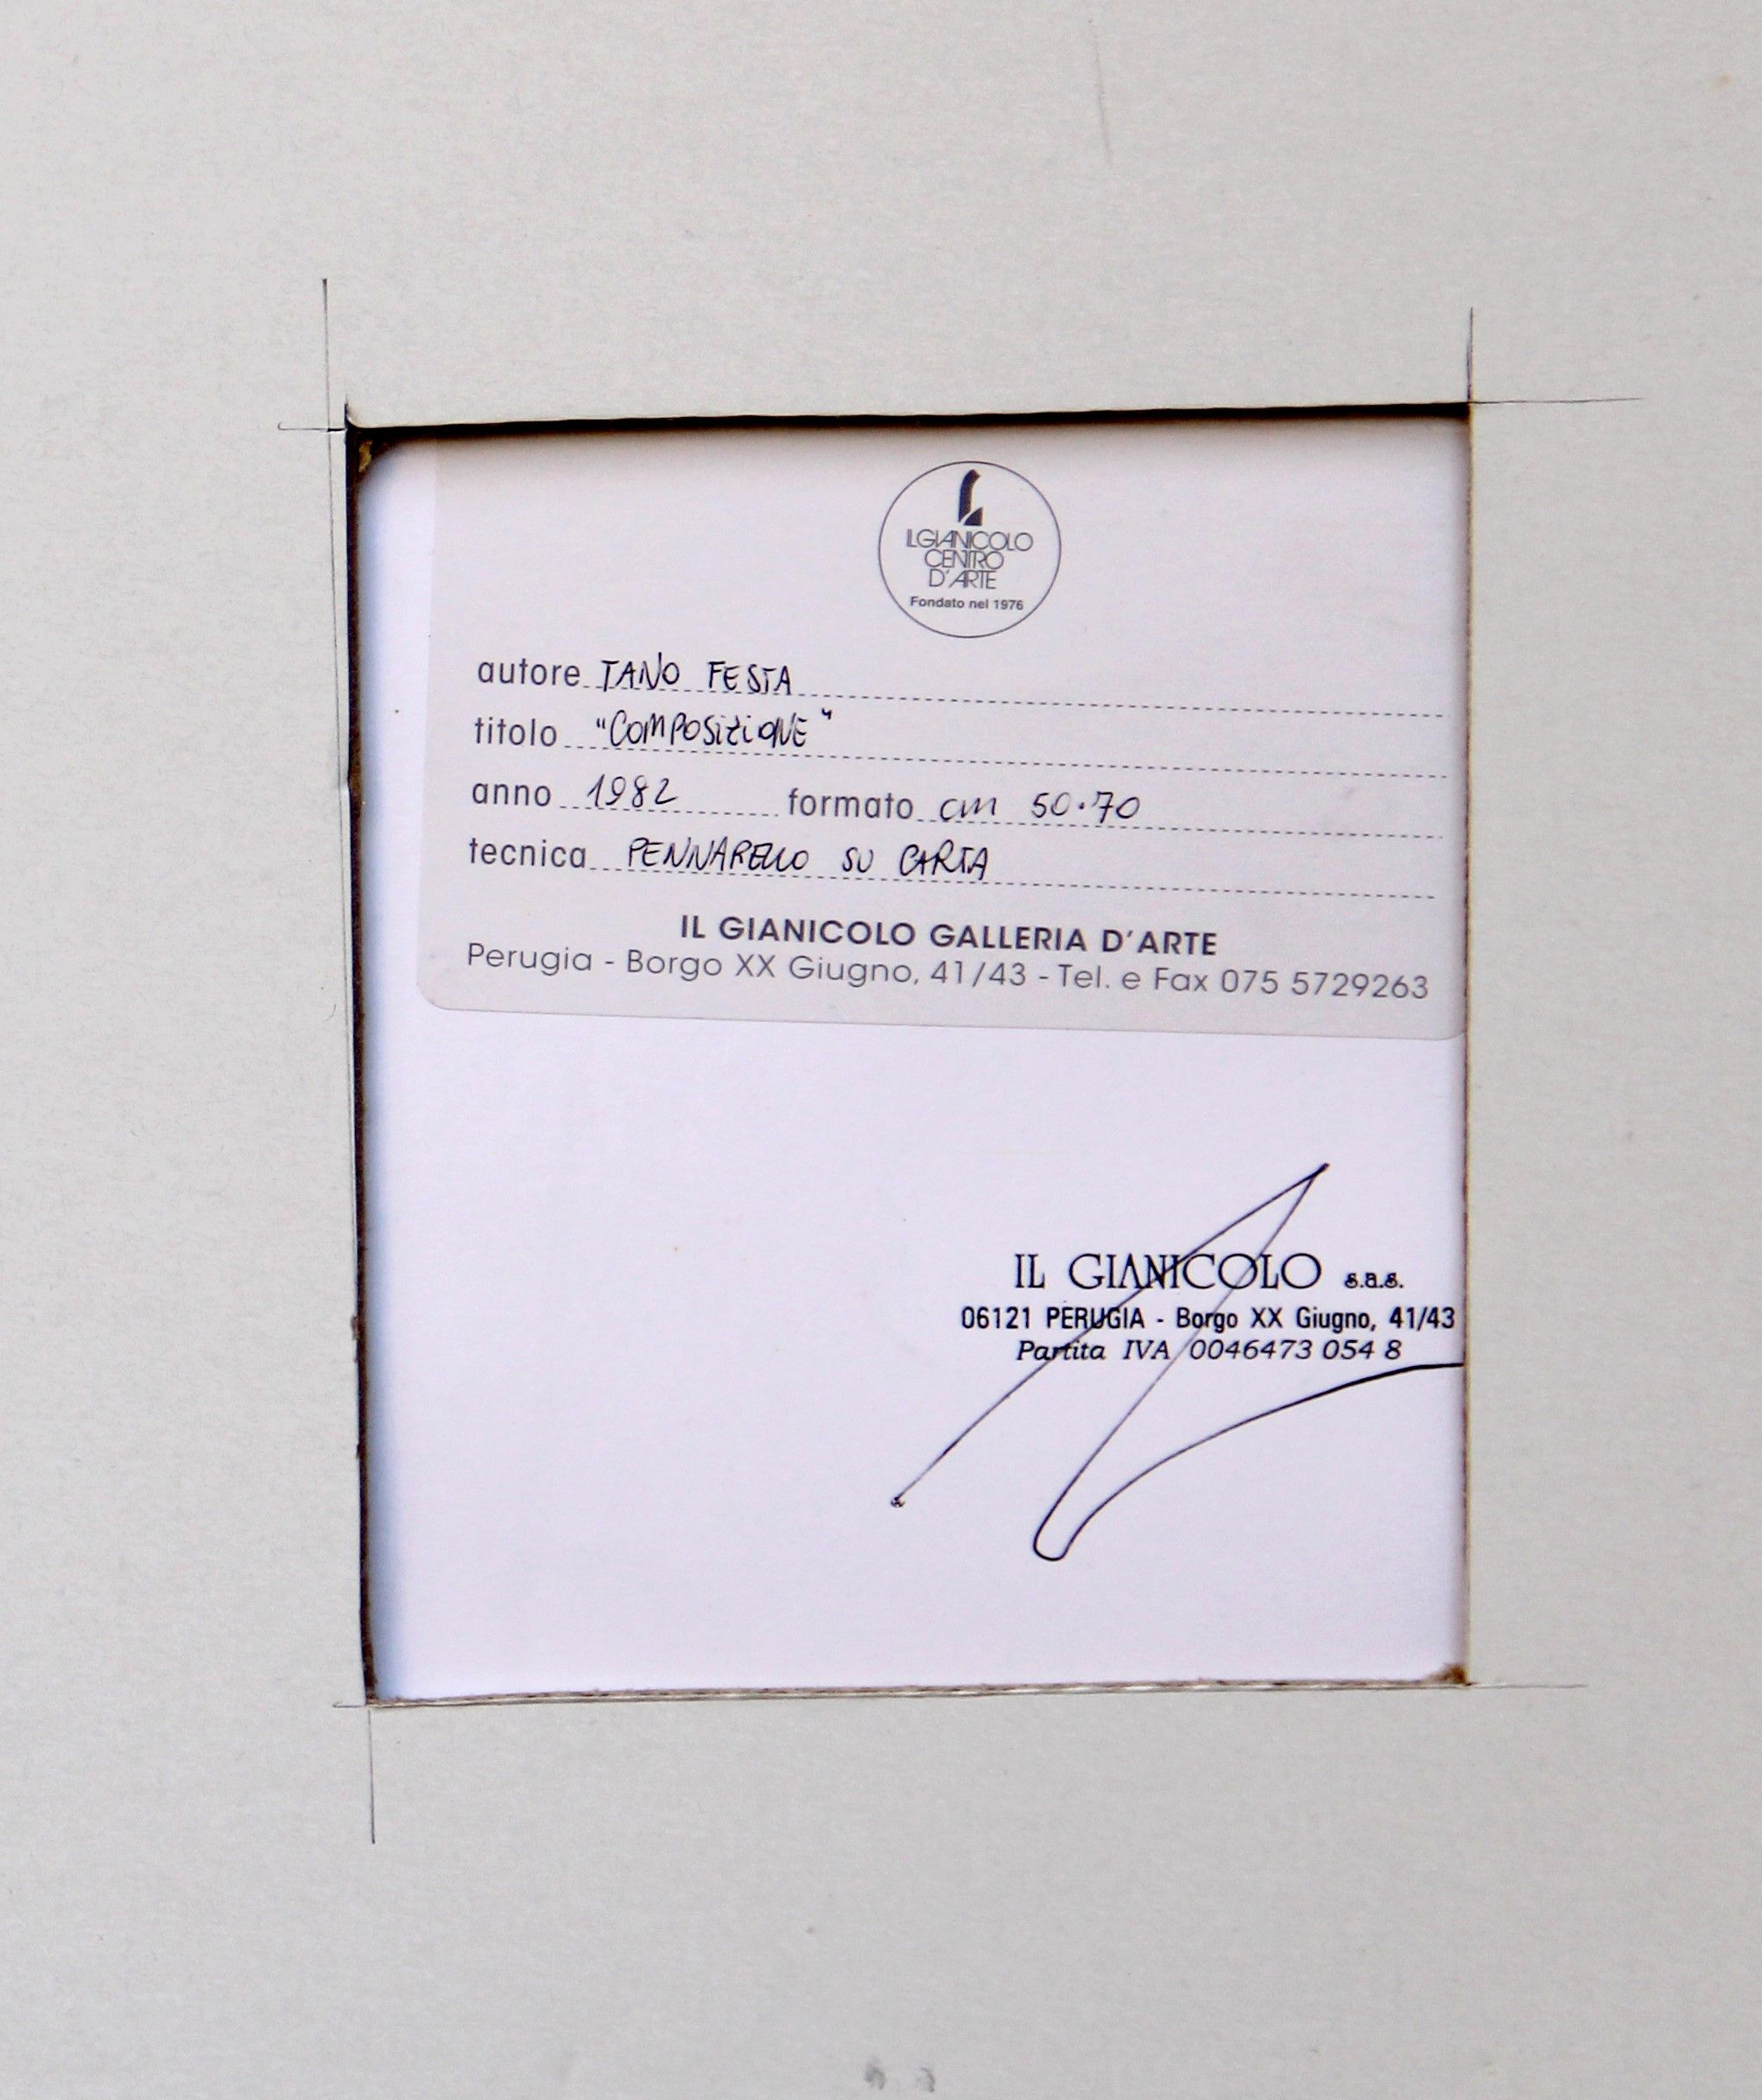 IL GIANICOLO
CENTRO
D'ARTE
Fondato nel 1976
autore TANO FESTA
titolo "COMPOSIZIONE"
anno 1982 formato cm 50·70
tecnica PENNARELLO SU CARTA
IL GIANICOLO GALLERIA D'ARTE
Perugia - Borgo XX Giugno, 41/43 - Tel. e Fax 075 5729263
IL GIANICOLO s.a.s.
06121 PERUGIA - Borgo XX Giugno, 41/43
Partita IVA 0046473 054 8